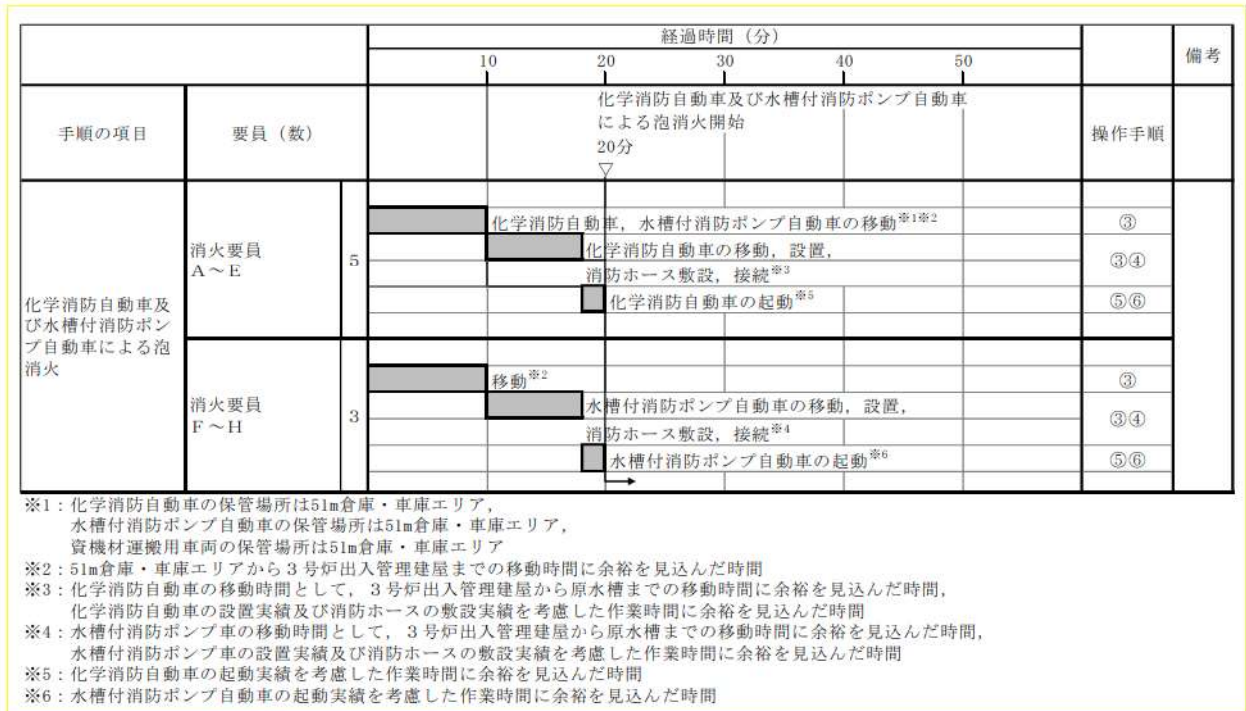 経過時間（分）
備考
10 20 30 40 50
手順の項目
要員（数）
化学消防自動車及び水槽付消防ポンプ自動車
による泡消火開始
20分
▽
操作手順
化学消防自動車及
び水槽付消防ポン
プ自動車による泡
消火
消火要員
Ａ～Ｅ
5
化学消防自動車，水槽付消防ポンプ自動車の移動※1※2
③
化学消防自動車の移動，設置，
消防ホース敷設，接続※3
③④
化学消防自動車の起動※5
⑤⑥
消火要員
Ｆ～Ｈ
3
移動※2
③
水槽付消防ポンプ自動車の移動，設置，
消防ホース敷設，接続※4
③④
水槽付消防ポンプ自動車の起動※6
⑤⑥
※1：化学消防自動車の保管場所は51m倉庫・車庫エリア，
水槽付消防ポンプ自動車の保管場所は51m倉庫・車庫エリア，
資機材運搬用車両の保管場所は51m倉庫・車庫エリア
※2：51m倉庫・車庫エリアから３号炉出入管理建屋までの移動時間に余裕を見込んだ時間
※3：化学消防自動車の移動時間として，３号炉出入管理建屋から原水槽までの移動時間に余裕を見込んだ時間，
化学消防自動車の設置実績及び消防ホースの敷設実績を考慮した作業時間に余裕を見込んだ時間
※4：水槽付消防ポンプ車の移動時間として，３号炉出入管理建屋から原水槽までの移動時間に余裕を見込んだ時間，
水槽付消防ポンプ車の設置実績及び消防ホースの敷設実績を考慮した作業時間に余裕を見込んだ時間
※5：化学消防自動車の起動実績を考慮した作業時間に余裕を見込んだ時間
※6：水槽付消防ポンプ自動車の起動実績を考慮した作業時間に余裕を見込んだ時間